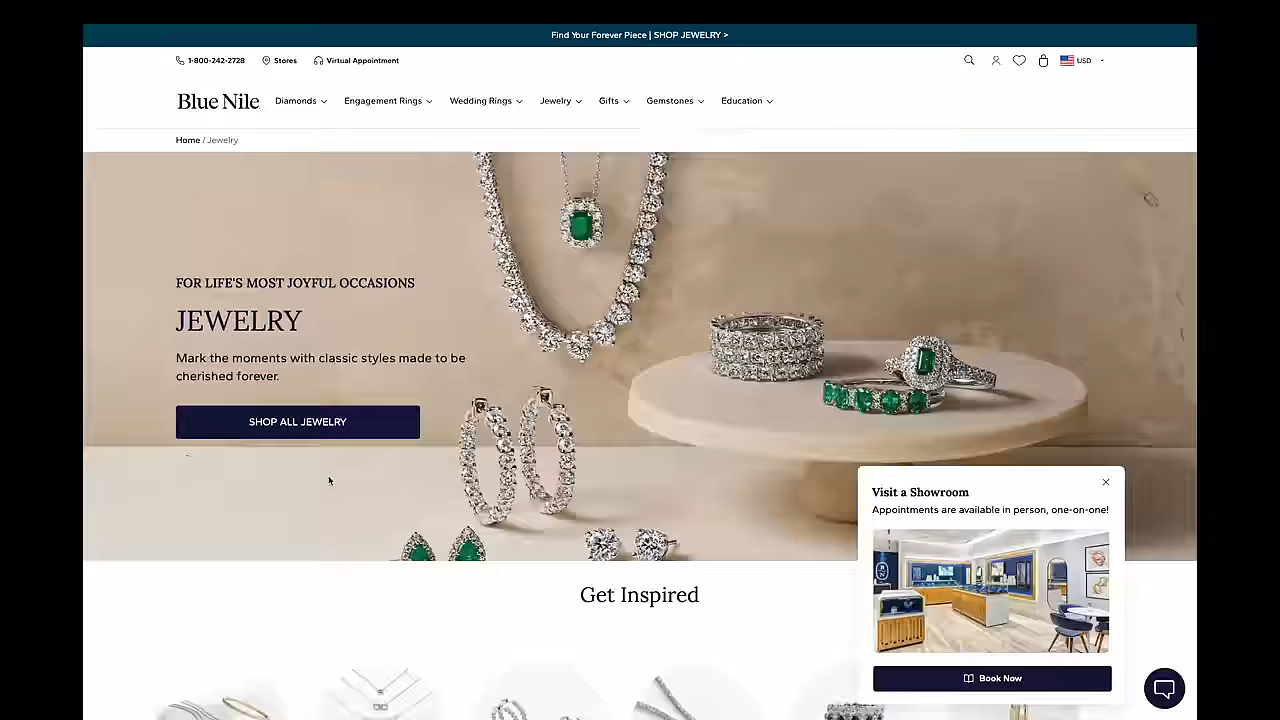 Find Your Forever Piece | SHOP JEWELRY >
1-800-242-2728 Stores Virtual Appointment USD
Blue Nile Diamonds Engagement Rings Wedding Rings Jewelry Gifts Gemstones Education
Home / Jewelry
FOR LIFE'S MOST JOYFUL OCCASIONS
JEWELRY
Mark the moments with classic styles made to be
cherished forever.
SHOP ALL JEWELRY
Visit a Showroom
Appointments are available in person, one-on-one!
Book Now
Get Inspired